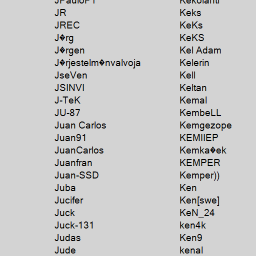 JPauloPT
JR
JREC
J�rg
J�rgen
J�rjestelm�nvalvoja
JseVen
JSINVI
J-TeK
JU-87
Juan Carlos
Juan91
JuanCarlos
Juanfran
Juan-SSD
Juba
Jucifer
Juck
Juck-131
Judas
Jude
Kekolahti
Keks
KeKs
KeKS
Kel Adam
Kelerin
Kell
Keltan
Kemal
KembeLL
Kemgezope
KEMIIEP
Kemka�ek
KEMPER
Kemper))
Ken
Ken[swe]
KeN_24
ken4k
Ken9
kenal